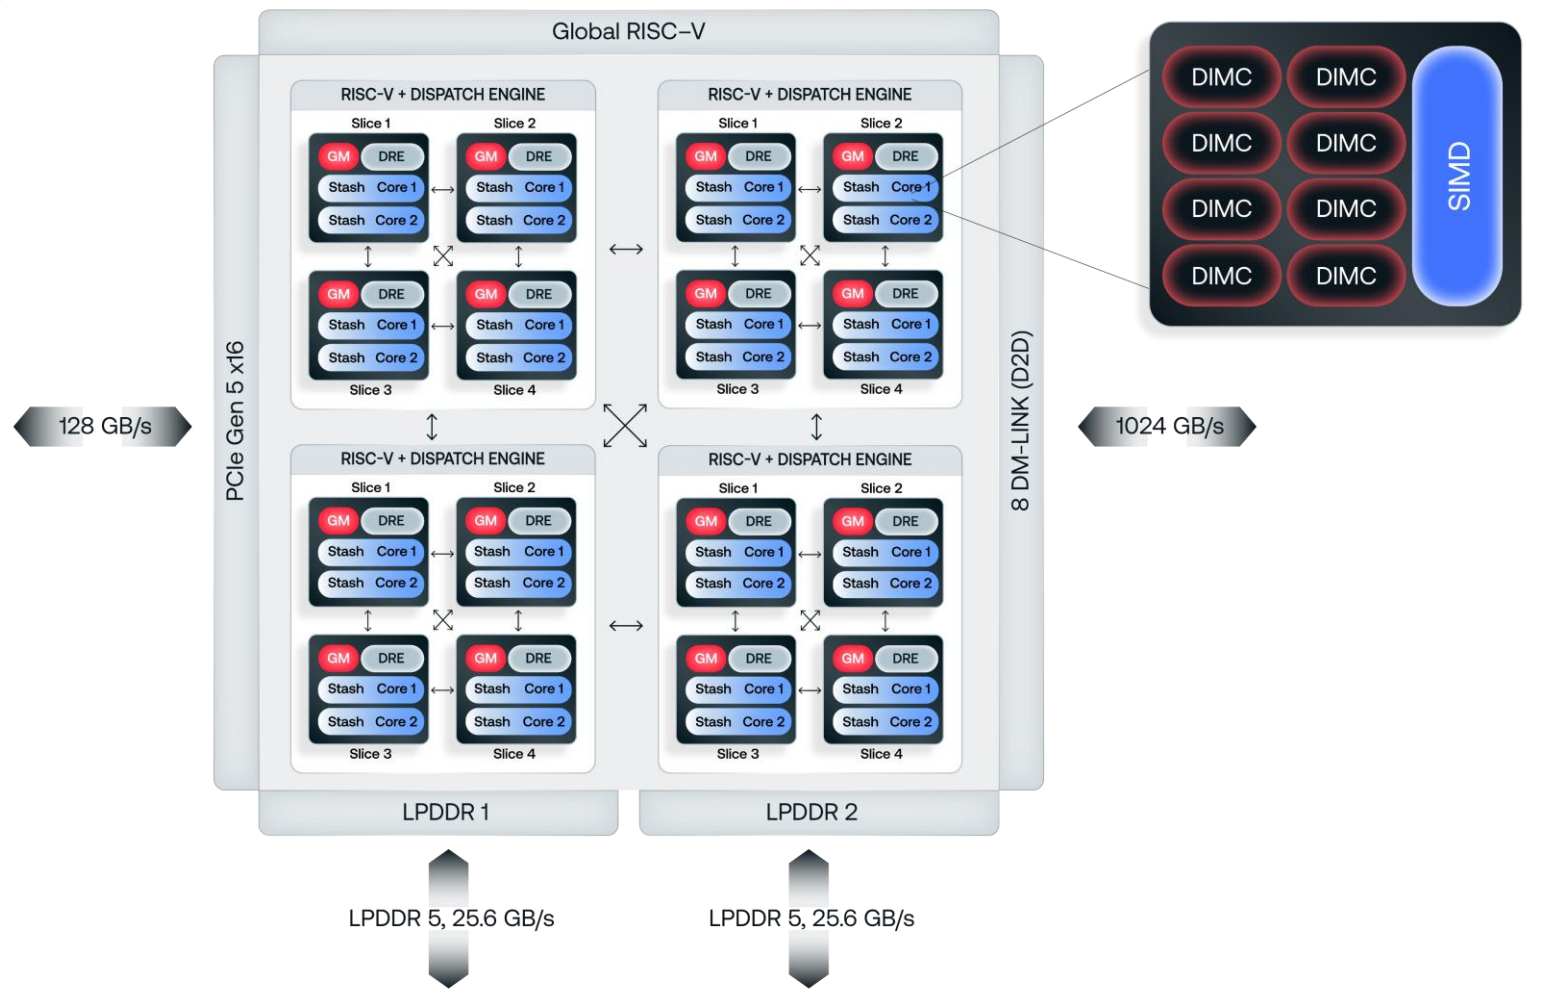 Global RISC–V
RISC-V + DISPATCH ENGINE
Slice 1 Slice 2
GM DRE GM DRE
Stash Core 1 Stash Core 1
Stash Core 2 Stash Core 2
GM DRE GM DRE
Stash Core 1 Stash Core 1
Stash Core 2 Stash Core 2
Slice 3 Slice 4
RISC-V + DISPATCH ENGINE
Slice 1 Slice 2
GM DRE GM DRE
Stash Core 1 Stash Core 1
Stash Core 2 Stash Core 2
GM DRE GM DRE
Stash Core 1 Stash Core 1
Stash Core 2 Stash Core 2
Slice 3 Slice 4
DIMC DIMC
DIMC DIMC
DIMC DIMC
DIMC DIMC
SIMD
128 GB/s
PCIe Gen 5 x16
8 DM-LINK (D2D)
1024 GB/s
RISC-V + DISPATCH ENGINE
Slice 1 Slice 2
GM DRE GM DRE
Stash Core 1 Stash Core 1
Stash Core 2 Stash Core 2
GM DRE GM DRE
Stash Core 1 Stash Core 1
Stash Core 2 Stash Core 2
Slice 3 Slice 4
RISC-V + DISPATCH ENGINE
Slice 1 Slice 2
GM DRE GM DRE
Stash Core 1 Stash Core 1
Stash Core 2 Stash Core 2
GM DRE GM DRE
Stash Core 1 Stash Core 1
Stash Core 2 Stash Core 2
Slice 3 Slice 4
LPDDR 1
LPDDR 2
LPDDR 5, 25.6 GB/s
LPDDR 5, 25.6 GB/s